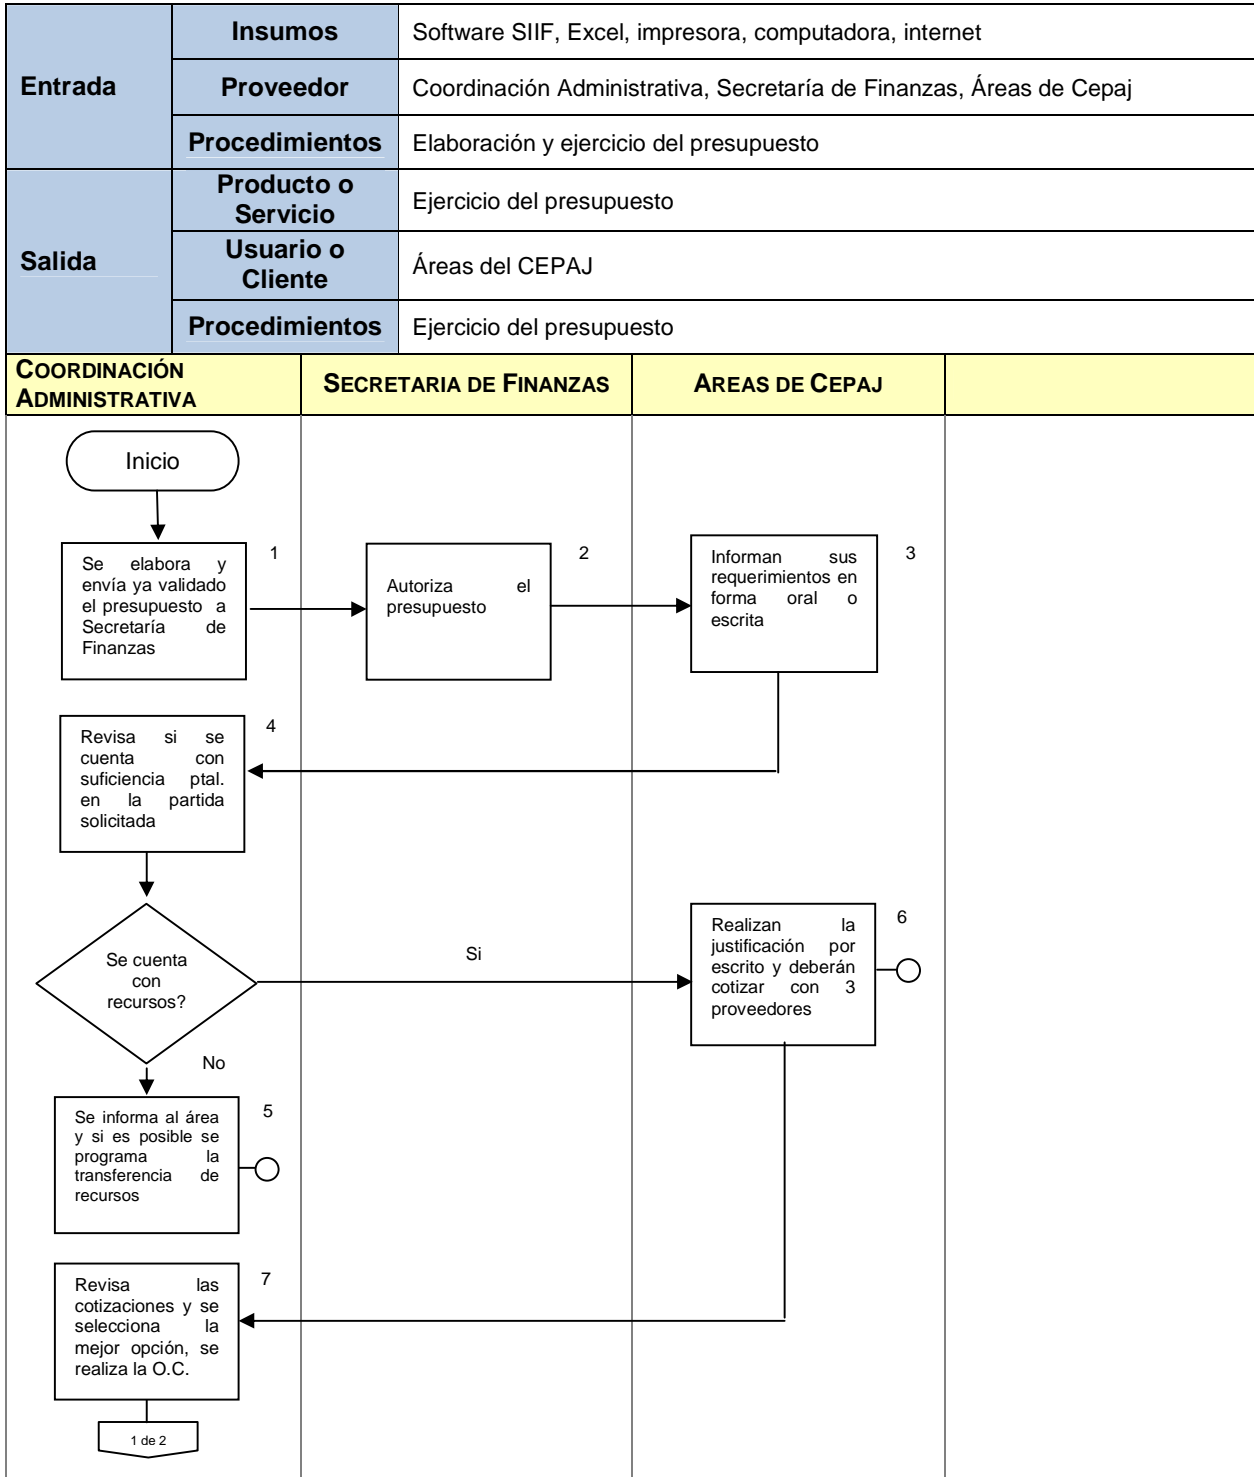 Entrada
Insumos
Software SIIF, Excel, impresora, computadora, internet
Proveedor
Coordinación Administrativa, Secretaría de Finanzas, Áreas de Cepaj
Procedimientos
Elaboración y ejercicio del presupuesto
Salida
Producto o
Servicio
Ejercicio del presupuesto
Usuario o
Cliente
Áreas del CEPAJ
Procedimientos
Ejercicio del presupuesto
COORDINACIÓN
ADMINISTRATIVA
SECRETARIA DE FINANZAS
AREAS DE CEPAJ
Inicio
1
Se elabora y
envía ya validado
el presupuesto a
Secretaría de
Finanzas
2
Autoriza el
presupuesto
3
Informan sus
requerimientos en
forma oral o
escrita
4
Revisa si se
cuenta con
suficiencia ptal.
en la partida
solicitada
Se cuenta
con
recursos?
Si
No
6
Realizan la
justificación por
escrito y deberán
cotizar con 3
proveedores
5
Se informa al área
y si es posible se
programa la
transferencia de
recursos
7
Revisa las
cotizaciones y se
selecciona la
mejor opción, se
realiza la O.C.
1 de 2